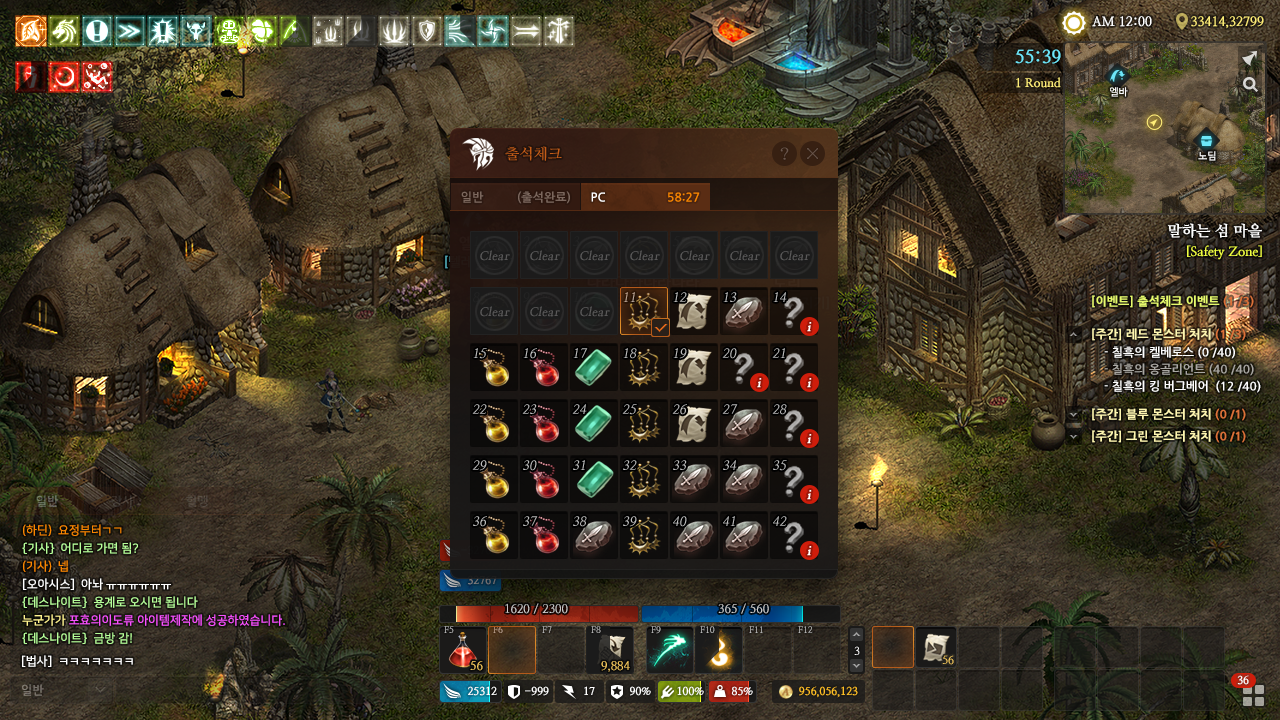 AM 12:00
33414,32799
55:39
1 Round
엘바
노딤
말하는 섬 마을
[Safety Zone]
출석체크
?
일반 (출석완료)
PC 58:27
Clear Clear Clear Clear Clear Clear Clear
Clear Clear Clear 11 12 13 14
15 16 17 18 19 20 21
22 23 24 25 26 27 28
29 30 31 32 33 34 35
36 37 38 39 40 41 42
[이벤트] 출석체크 이벤트
[주간] 레드 몬스터 처치
- 칠흑의 켈베로스 (0 /40)
- 칠흑의 옹골리언트 (40 /40)
- 칠흑의 킹 버그베어 (12 /40)
[주간] 블루 몬스터 처치 (0 /1)
[주간] 그린 몬스터 처치 (0 /1)
일반
혈맹
(하딘) 요정부터ㄱㄱ
{기사} 어디로 가면 됨?
(기사) 넵
[오아시스] 아놔 ㅠㅠㅠㅠㅠㅠ
{데스나이트} 용계로 오시면 됩니다
누군가가 포효의이도류 아이템제작에 성공하였습니다.
{데스나이트} 금방 감!
[법사] ㅋㅋㅋㅋㅋㅋㅋ
일반
32767
1620 / 2300
365 / 560
F5 F6 F7 F8 F9 F10 F11 F12
56
9,884
3
56
25312
-999
17
90%
100%
85%
956,056,123
36